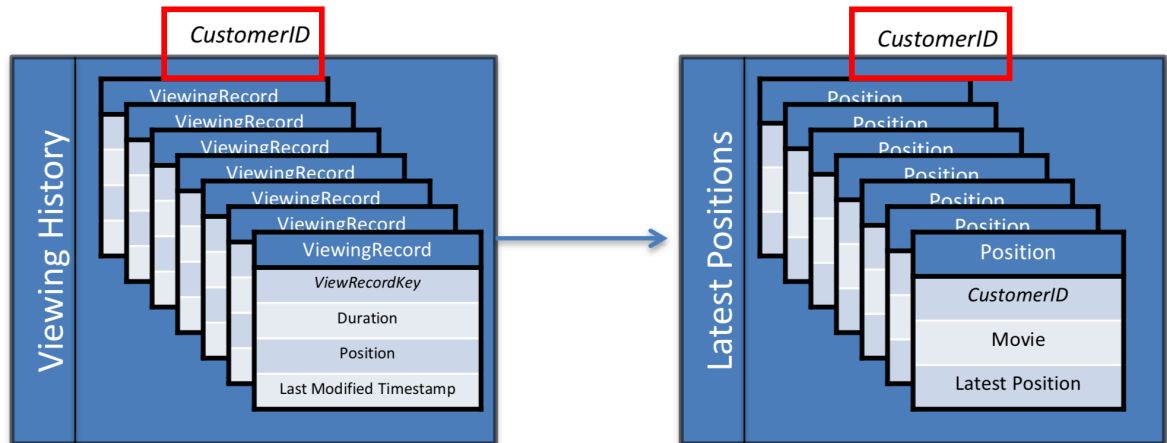 CustomerID
Viewing History
ViewingRecord
ViewingRecord
ViewingRecord
ViewingRecord
ViewingRecord
ViewingRecord
ViewingRecord
ViewRecordKey
Duration
Position
Last Modified Timestamp
CustomerID
Latest Positions
Position
Position
Position
Position
Position
Position
Position
CustomerID
Movie
Latest Position